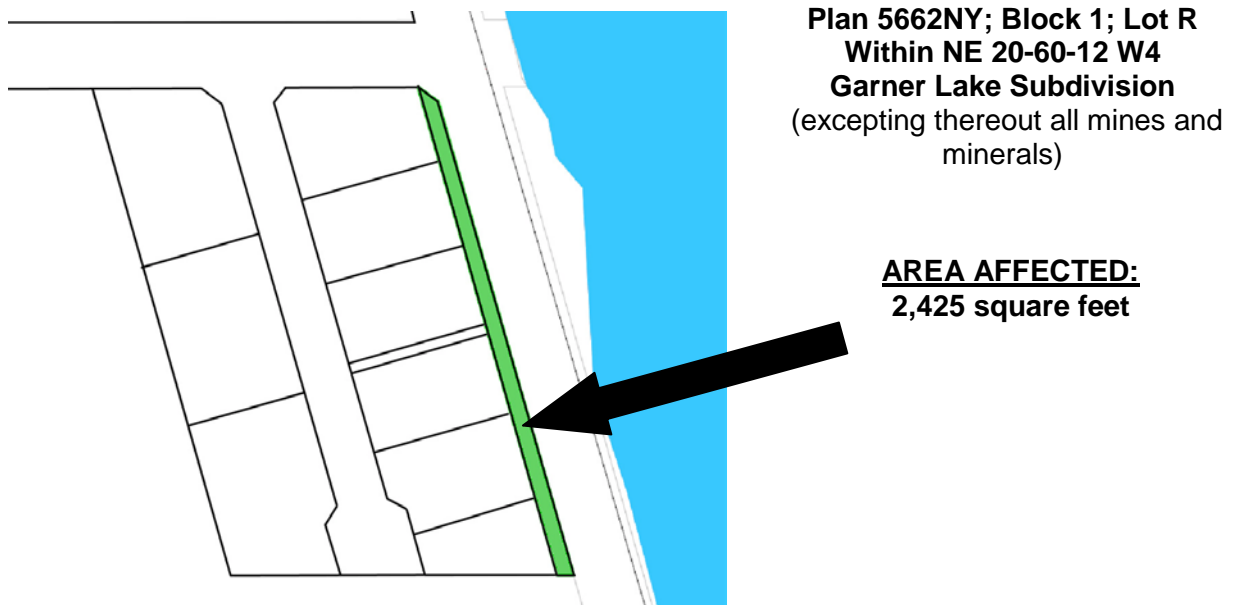 Plan 5662NY; Block 1; Lot R
Within NE 20-60-12 W4
Garner Lake Subdivision
(excepting thereout all mines and
minerals)
AREA AFFECTED:
2,425 square feet